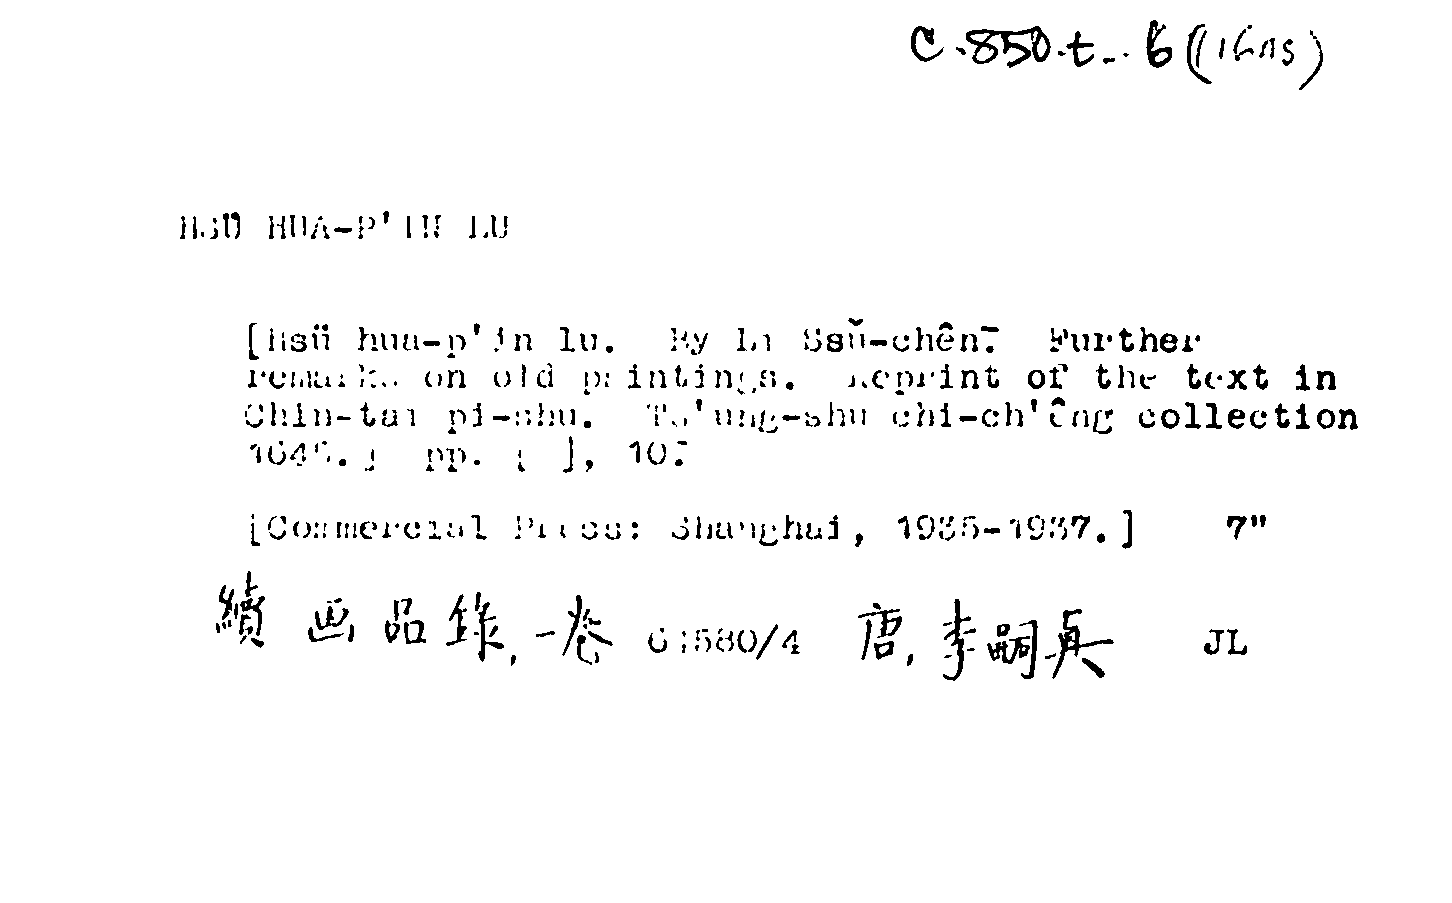 C.850.t.. 6 (1645)
HSÜ HUA-P'IN LU
[Hsü hua-p'in lu. By Li Ssŭ-chên. Further
remarks on old paintings. Reprint of the text in
Chin-tai pi-shu. Ts'ung-shu chi-ch'êng collection
1645.] pp. [ ], 10.
[Commercial Press: Shanghai, 1935-1937.] 7"
續画品錄, 一卷 /4 唐, 李嗣真 JL